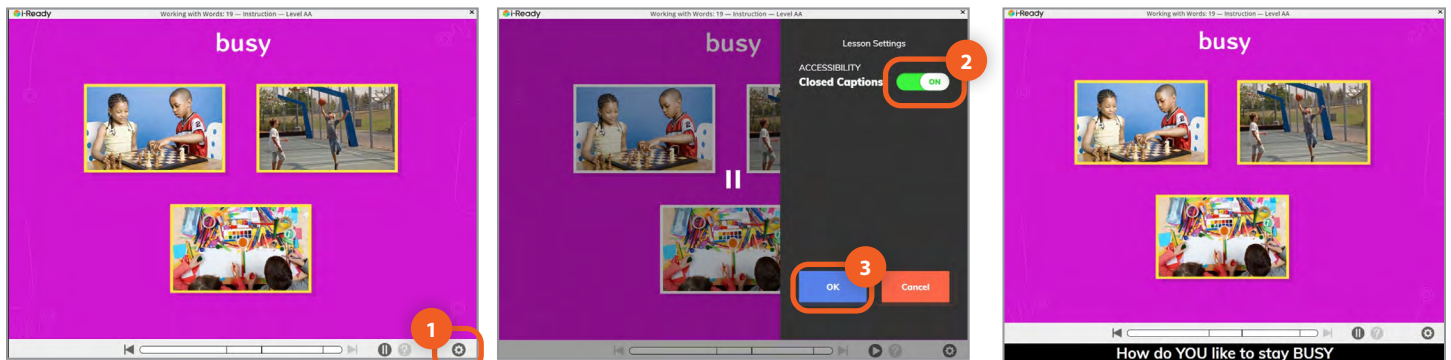 i-Ready
Working with Words: 19 — Instruction — Level AA
×
busy
1
i-Ready
Working with Words: 19 — Instruction — Level AA
×
busy
Lesson Settings
ACCESSIBILITY
Closed Captions
ON
2
3
OK
Cancel
i-Ready
Working with Words: 19 — Instruction — Level AA
×
busy
How do YOU like to stay BUSY